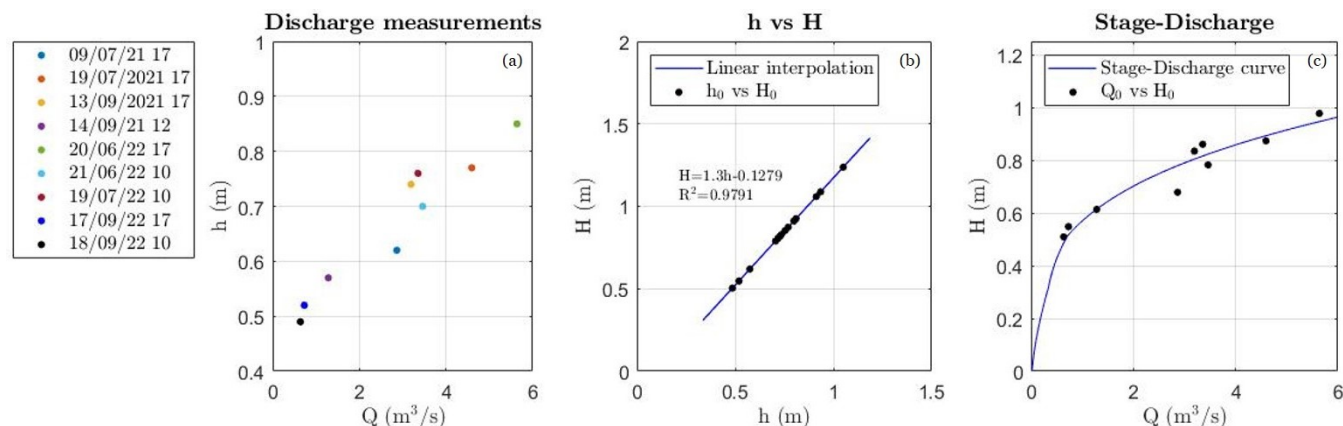 Discharge measurements
h vs H
Stage-Discharge
09/07/21 17
19/07/2021 17
13/09/2021 17
14/09/21 12
20/06/22 17
21/06/22 10
19/07/22 10
17/09/22 17
18/09/22 10
(a)
1
0.9
0.8
0.7
0.6
0.5
0.4
h (m)
0 2 4 6
Q (m³/s)
(b)
Linear interpolation
h₀ vs H₀
H=1.3h-0.1279
R²=0.9791
2
1.5
1
0.5
0
H (m)
0 0.5 1 1.5
h (m)
(c)
Stage-Discharge curve
Q₀ vs H₀
1.2
1
0.8
0.6
0.4
0.2
0
H (m)
0 2 4 6
Q (m³/s)